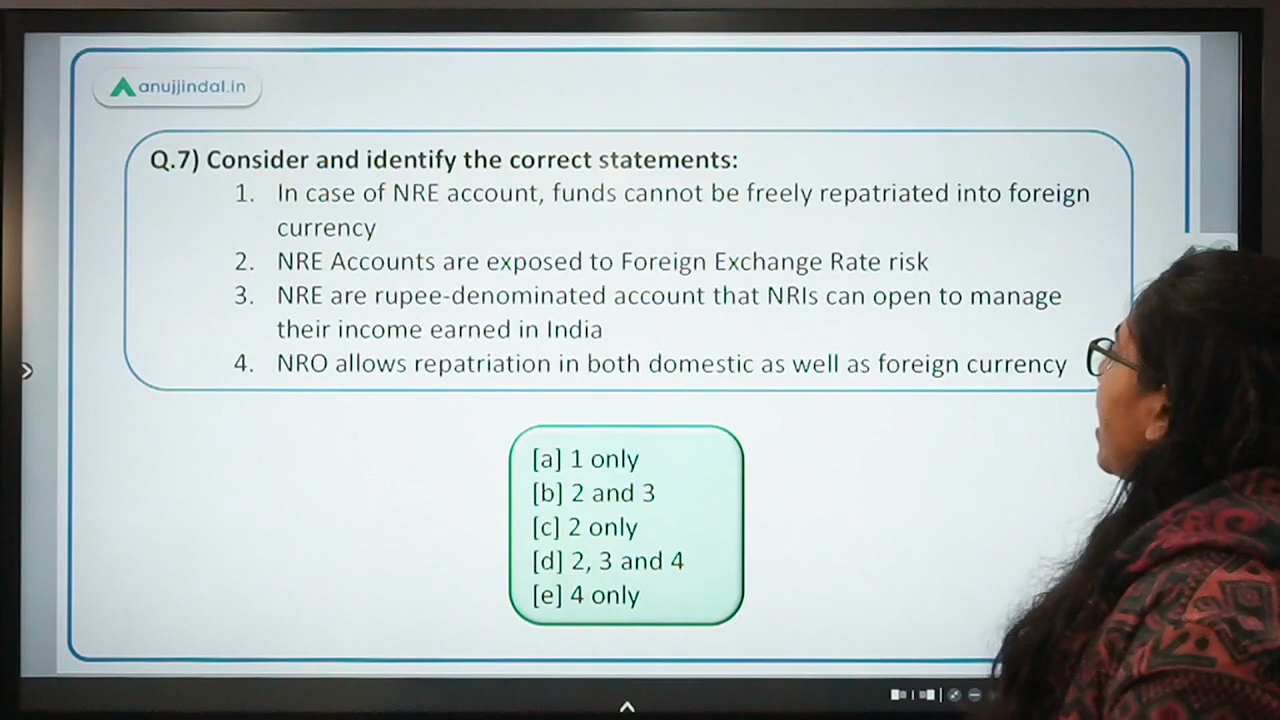 anujjindal.in
Q.7) Consider and identify the correct statements:
1. In case of NRE account, funds cannot be freely repatriated into foreign
currency
2. NRE Accounts are exposed to Foreign Exchange Rate risk
3. NRE are rupee-denominated account that NRIs can open to manage
their income earned in India
4. NRO allows repatriation in both domestic as well as foreign currency
[a] 1 only
[b] 2 and 3
[c] 2 only
[d] 2, 3 and 4
[e] 4 only